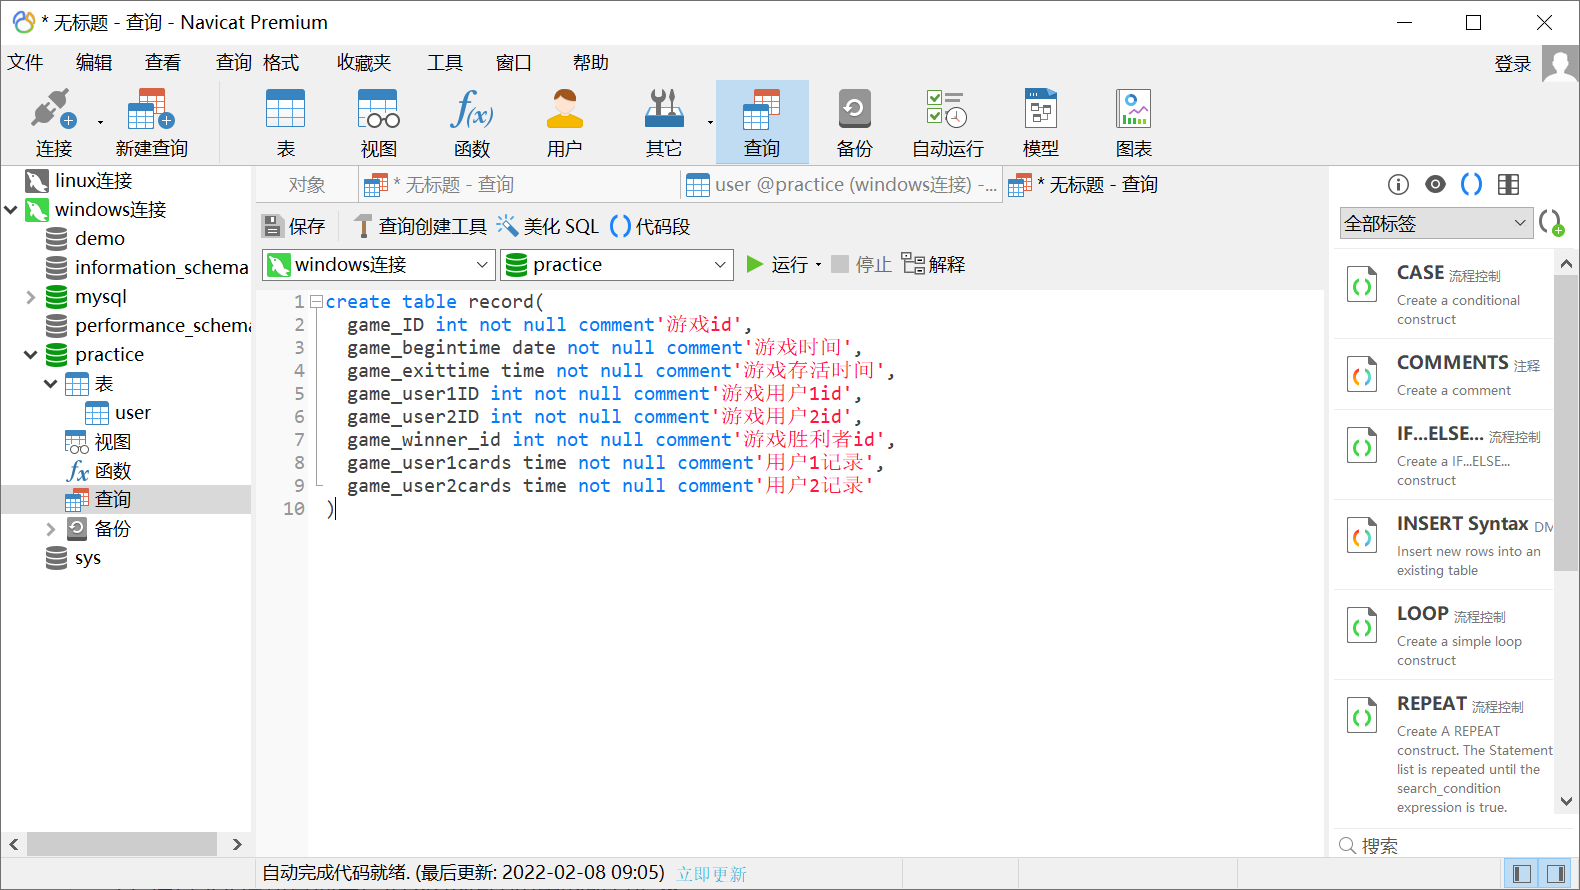 * 无标题 - 查询 - Navicat Premium
文件 编辑 查看 查询 格式 收藏夹 工具 窗口 帮助 登录
连接 新建查询 表 视图 函数 用户 其它 查询 备份 自动运行 模型 图表
linux连接
windows连接
demo
information_schema
mysql
performance_schema
practice
表
user
视图
函数
查询
备份
sys
对象 * 无标题 - 查询 user @practice (windows连接) -... * 无标题 - 查询
保存 查询创建工具 美化 SQL 代码段
windows连接 practice 运行 停止 解释
1 create table record(
2 game_ID int not null comment'游戏id',
3 game_begintime date not null comment'游戏时间',
4 game_exittime time not null comment'游戏存活时间',
5 game_user1ID int not null comment'游戏用户1id',
6 game_user2ID int not null comment'游戏用户2id',
7 game_winner_id int not null comment'游戏胜利者id',
8 game_user1cards time not null comment'用户1记录',
9 game_user2cards time not null comment'用户2记录'
10 )
全部标签
CASE 流程控制
Create a conditional
construct
COMMENTS 注释
Create a comment
IF...ELSE... 流程控制
Create a IF...ELSE...
construct
INSERT Syntax DM
Insert new rows into an
existing table
LOOP 流程控制
Create a simple loop
construct
REPEAT 流程控制
Create A REPEAT
construct. The Statement
list is repeated until the
search_condition
expression is true.
搜索
自动完成代码就绪. (最后更新: 2022-02-08 09:05) 立即更新